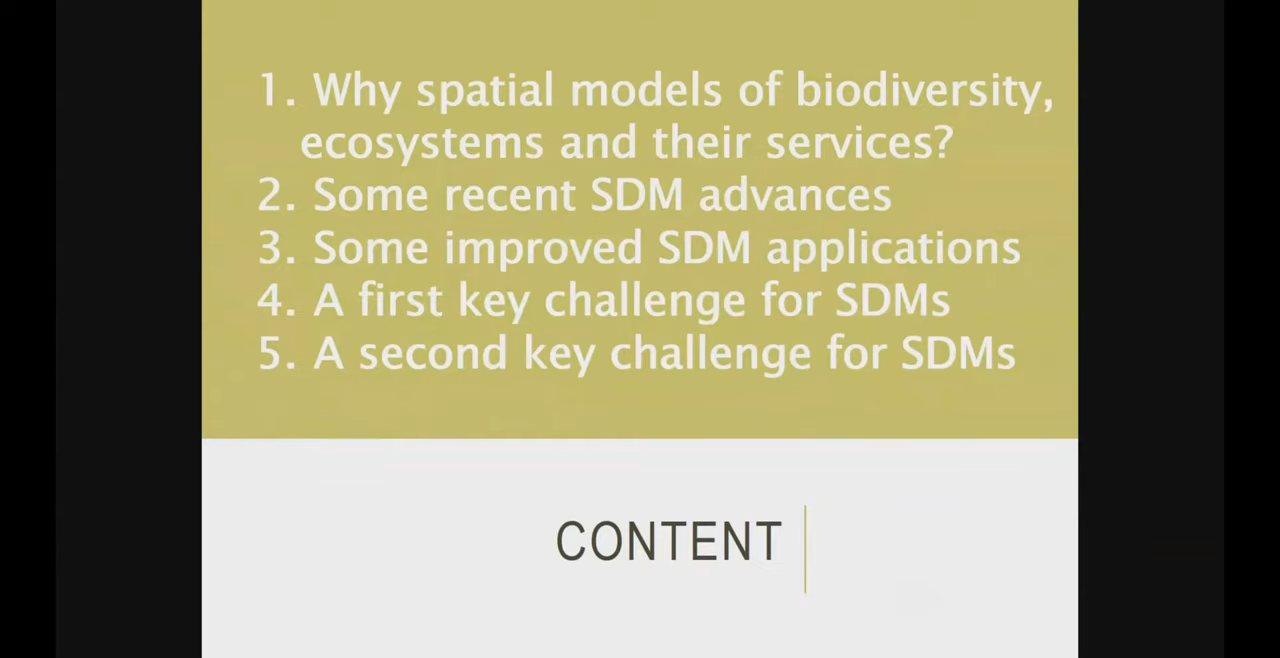 1. Why spatial models of biodiversity,
ecosystems and their services?
2. Some recent SDM advances
3. Some improved SDM applications
4. A first key challenge for SDMs
5. A second key challenge for SDMs
CONTENT